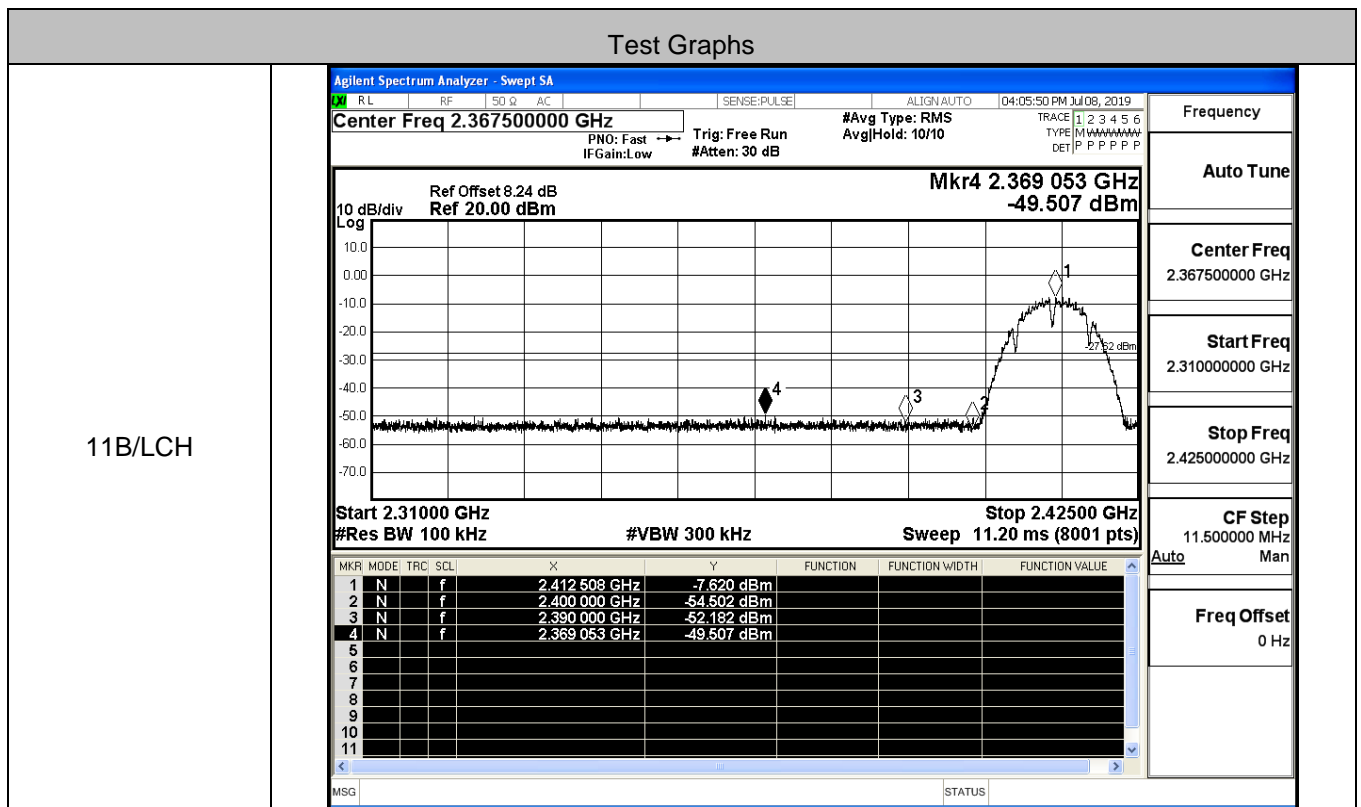 Test Graphs
11B/LCH
Agilent Spectrum Analyzer - Swept SA
LXI RL RF 50 Ω AC SENSE:PULSE ALIGN AUTO 04:05:50 PM Jul 08, 2019
Center Freq 2.367500000 GHz
PNO: Fast
IFGain:Low
Trig: Free Run
#Atten: 30 dB
#Avg Type: RMS
Avg|Hold: 10/10
TRACE 1 2 3 4 5 6
TYPE M
DET P P P P P P
Mkr4 2.369 053 GHz
-49.507 dBm
Ref Offset 8.24 dB
10 dB/div Ref 20.00 dBm
Log
10.0
0.00
-10.0
-20.0
-30.0
-40.0
-50.0
-60.0
-70.0
1
-27.62 dBm
4
3
2
Start 2.31000 GHz Stop 2.42500 GHz
#Res BW 100 kHz #VBW 300 kHz Sweep 11.20 ms (8001 pts)
MKR MODE TRC SCL X Y FUNCTION FUNCTION WIDTH FUNCTION VALUE
1 N f 2.412 508 GHz -7.620 dBm
2 N f 2.400 000 GHz -54.502 dBm
3 N f 2.390 000 GHz -52.182 dBm
4 N f 2.369 053 GHz -49.507 dBm
5
6
7
8
9
10
11
MSG STATUS
Frequency
Auto Tune
Center Freq
2.367500000 GHz
Start Freq
2.310000000 GHz
Stop Freq
2.425000000 GHz
CF Step
11.500000 MHz
Auto Man
Freq Offset
0 Hz